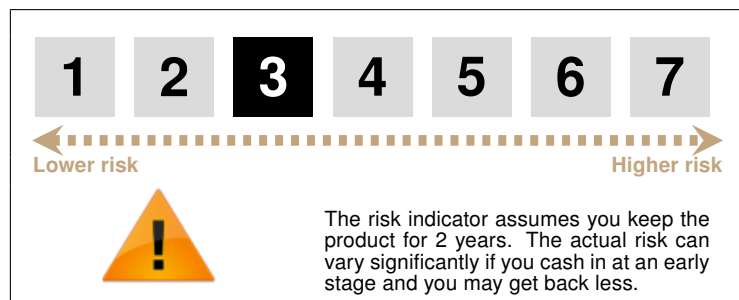 1 2 3 4 5 6 7
Lower risk Higher risk
!
The risk indicator assumes you keep the
product for 2 years. The actual risk can
vary significantly if you cash in at an early
stage and you may get back less.